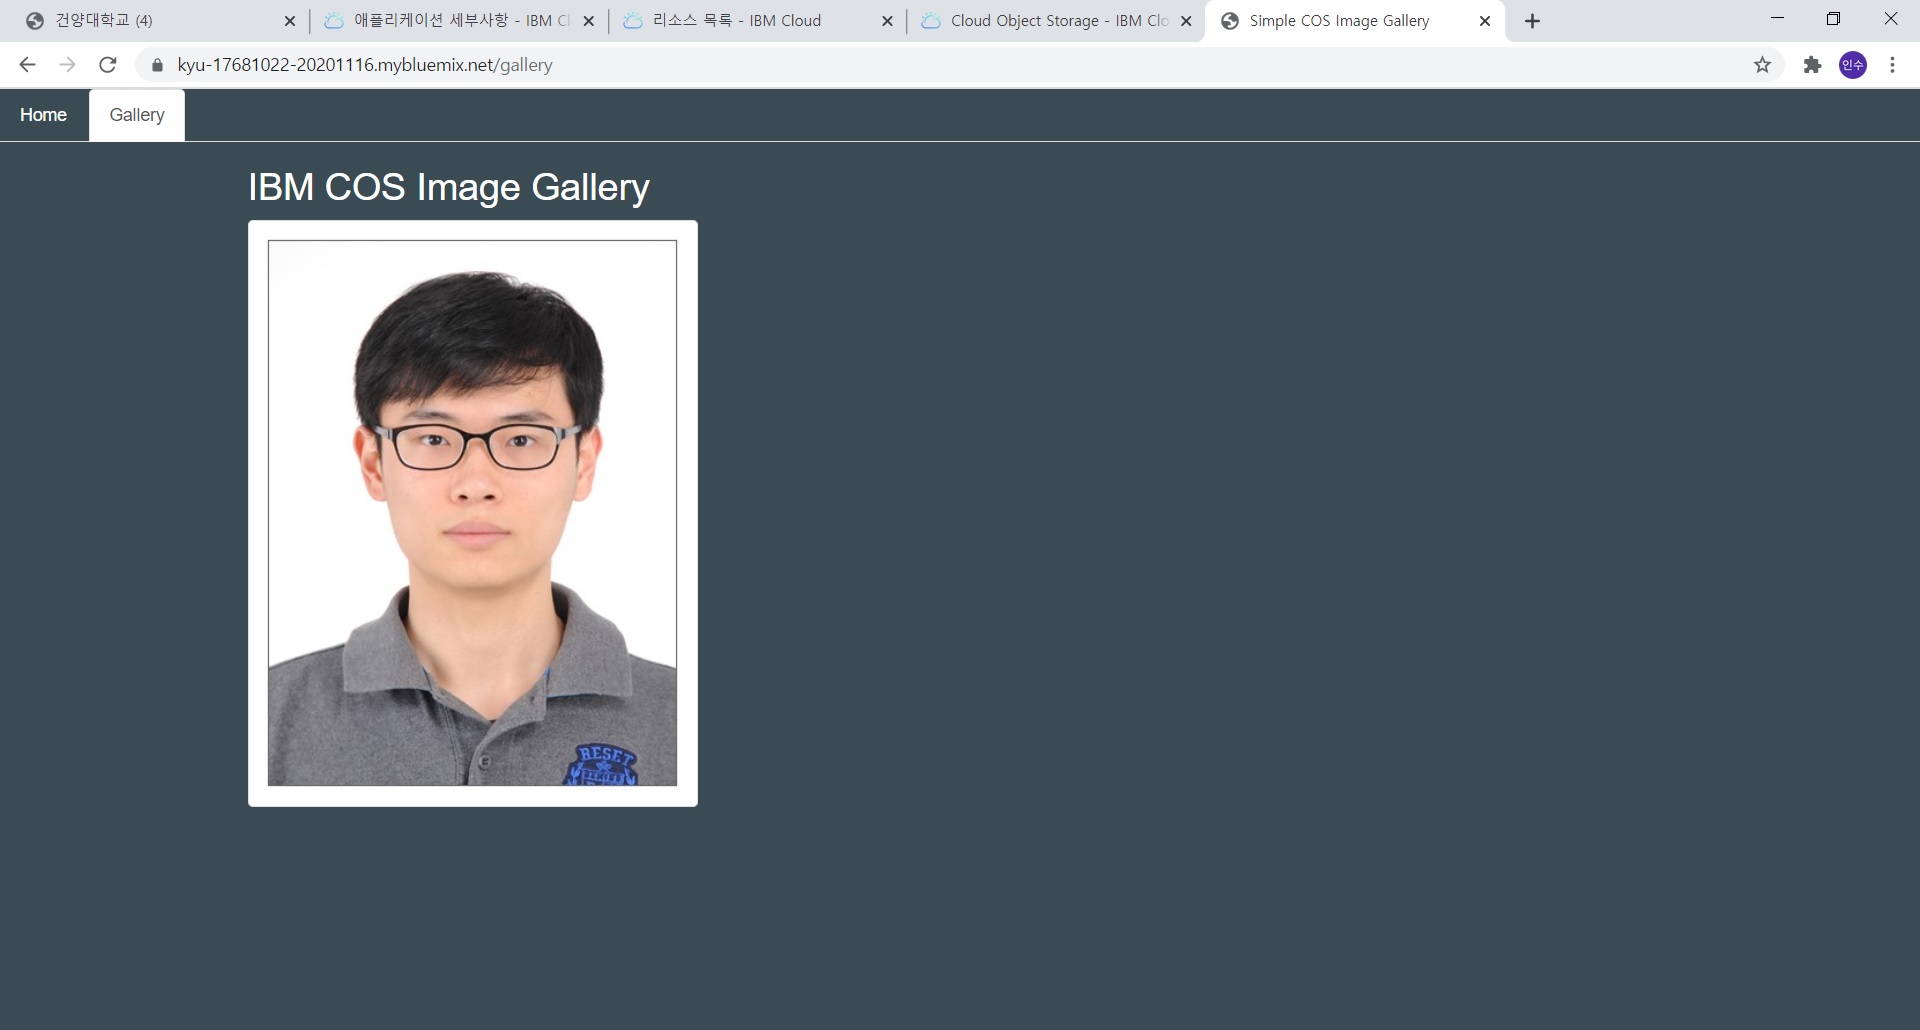 건양대학교 (4)
애플리케이션 세부사항 - IBM Cl
리소스 목록 - IBM Cloud
Cloud Object Storage - IBM Clo
Simple COS Image Gallery
kyu-17681022-20201116.mybluemix.net/gallery
인수
Home
Gallery
IBM COS Image Gallery
RESET